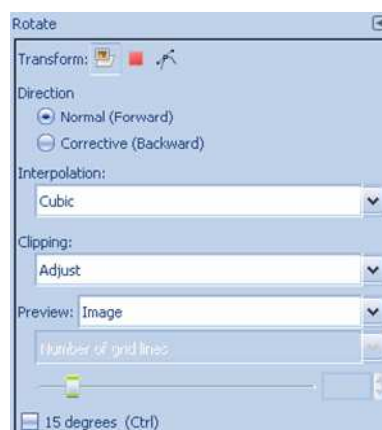 Rotate
Transform:
Direction
Normal (Forward)
Corrective (Backward)
Interpolation:
Cubic
Clipping:
Adjust
Preview: Image
Number of grid lines
15 degrees (Ctrl)